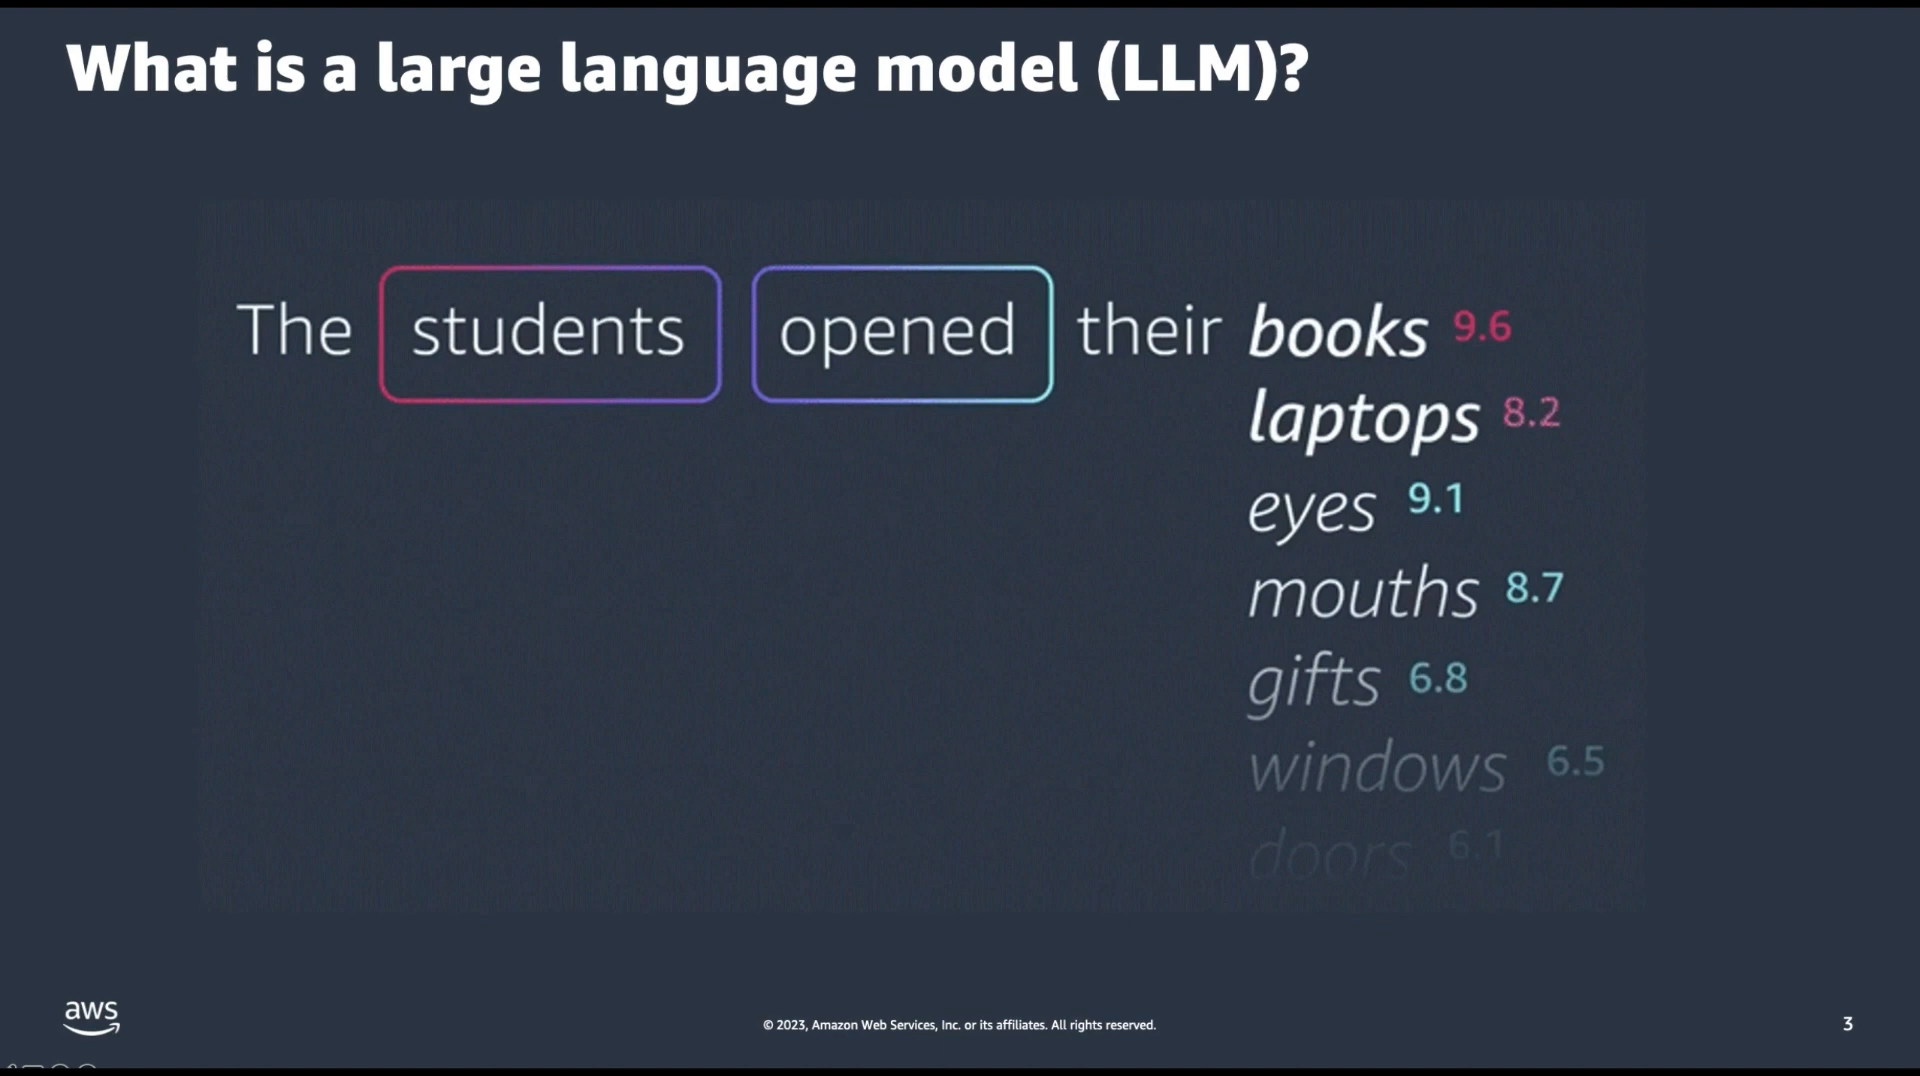 What is a large language model (LLM)?
The students opened their books 9.6
laptops 8.2
eyes 9.1
mouths 8.7
gifts 6.8
windows 6.5
doors 6.1
aws
© 2023, Amazon Web Services, Inc. or its affiliates. All rights reserved.
3